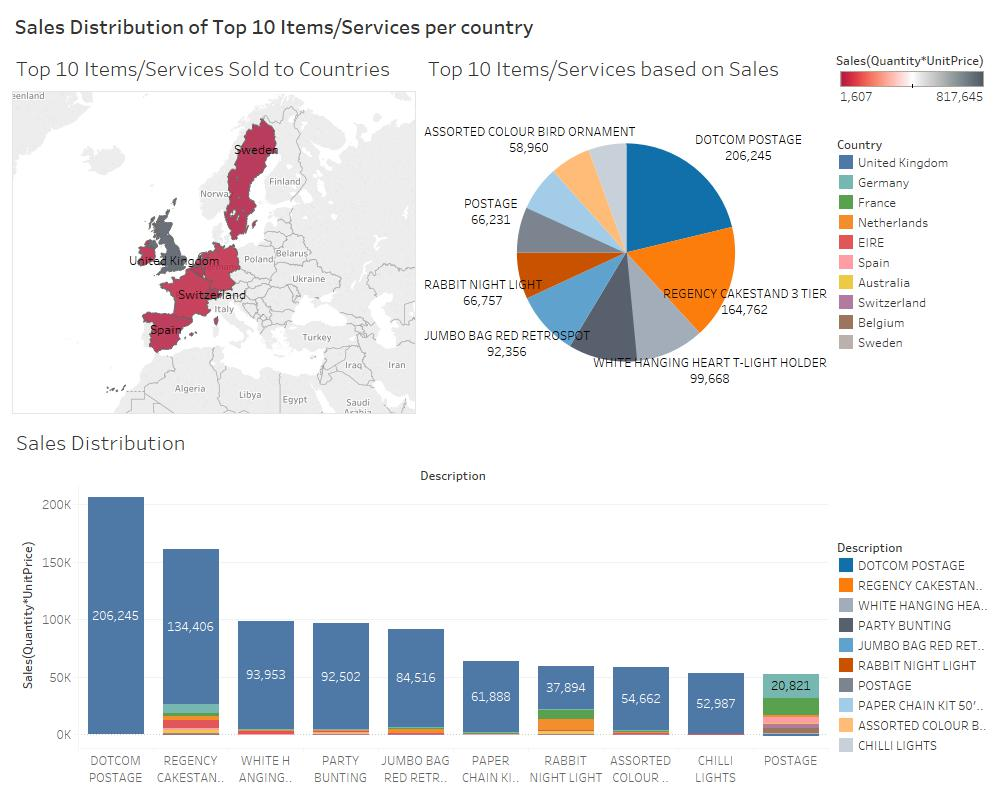 Sales Distribution of Top 10 Items/Services per country
Top 10 Items/Services Sold to Countries
eenland
Sweden
Finland
Norwa
United Kingdom
Poland
Belarus
Ukraine
Switzerland
Italy
Spain
Turkey
Iraq
Iran
Algeria
Libya
Egypt
Saudi
Arabia
Top 10 Items/Services based on Sales
ASSORTED COLOUR BIRD ORNAMENT
58,960
DOTCOM POSTAGE
206,245
POSTAGE
66,231
RABBIT NIGHT LIGHT
66,757
REGENCY CAKESTAND 3 TIER
164,762
JUMBO BAG RED RETROSPOT
92,356
WHITE HANGING HEART T-LIGHT HOLDER
99,668
Sales(Quantity*UnitPrice)
1,607 817,645
Country
United Kingdom
Germany
France
Netherlands
EIRE
Spain
Australia
Switzerland
Belgium
Sweden
Sales Distribution
Description
Sales(Quantity*UnitPrice)
200K
150K
100K
50K
0K
206,245
134,406
93,953
92,502
84,516
61,888
37,894
54,662
52,987
20,821
DOTCOM
POSTAGE
REGENCY
CAKESTAN..
WHITE H
ANGING..
PARTY
BUNTING
JUMBO BAG
RED RETR..
PAPER
CHAIN KI..
RABBIT
NIGHT LIGHT
ASSORTED
COLOUR ..
CHILLI
LIGHTS
POSTAGE
Description
DOTCOM POSTAGE
REGENCY CAKESTAN..
WHITE HANGING HEA..
PARTY BUNTING
JUMBO BAG RED RET..
RABBIT NIGHT LIGHT
POSTAGE
PAPER CHAIN KIT 50'..
ASSORTED COLOUR B..
CHILLI LIGHTS